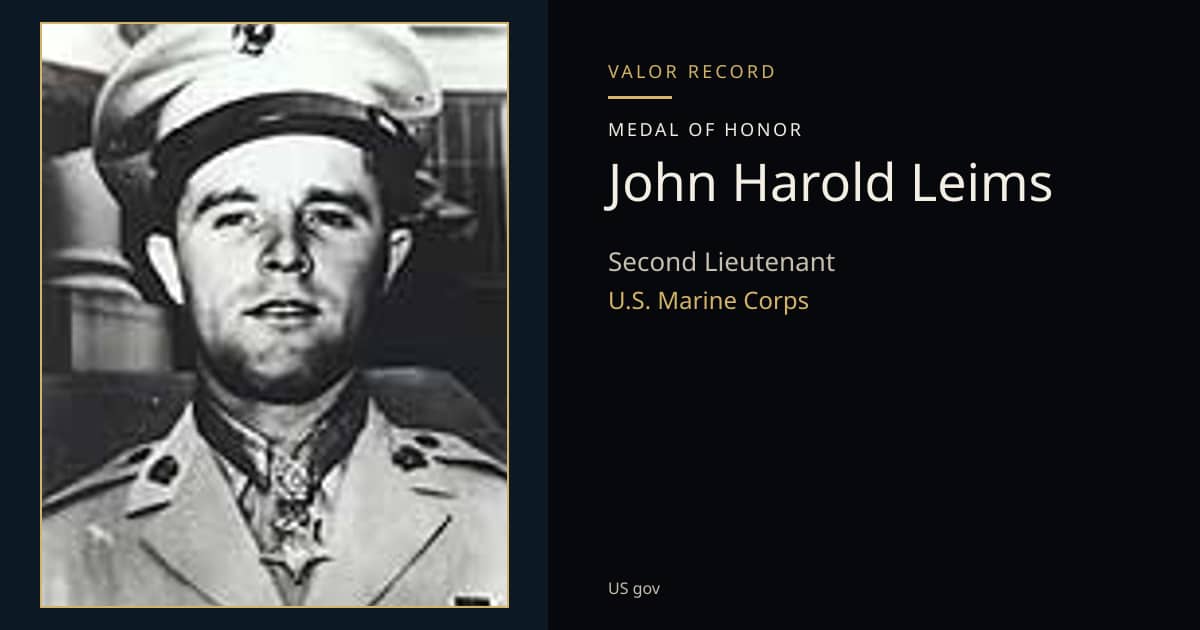 VALOR RECORD
MEDAL OF HONOR
John Harold Leims
Second Lieutenant
U.S. Marine Corps
US gov